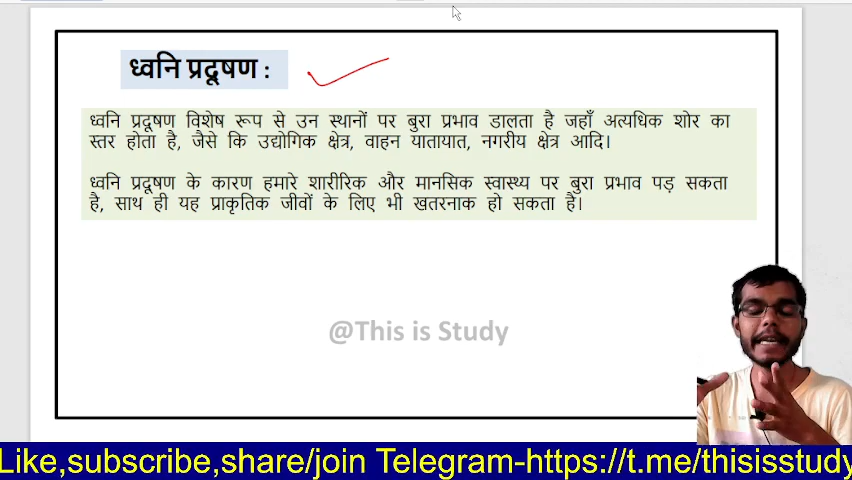 ध्वनि प्रदूषण :
ध्वनि प्रदूषण विशेष रूप से उन स्थानों पर बुरा प्रभाव डालता है जहाँ अत्यधिक शोर का
स्तर होता है, जैसे कि उद्योगिक क्षेत्र, वाहन यातायात, नगरीय क्षेत्र आदि।
ध्वनि प्रदूषण के कारण हमारे शारीरिक और मानसिक स्वास्थ्य पर बुरा प्रभाव पड़ सकता
है, साथ ही यह प्राकृतिक जीवों के लिए भी खतरनाक हो सकता है।
@This is Study
Like,subscribe,share/join Telegram-https://t.me/thisisstudy